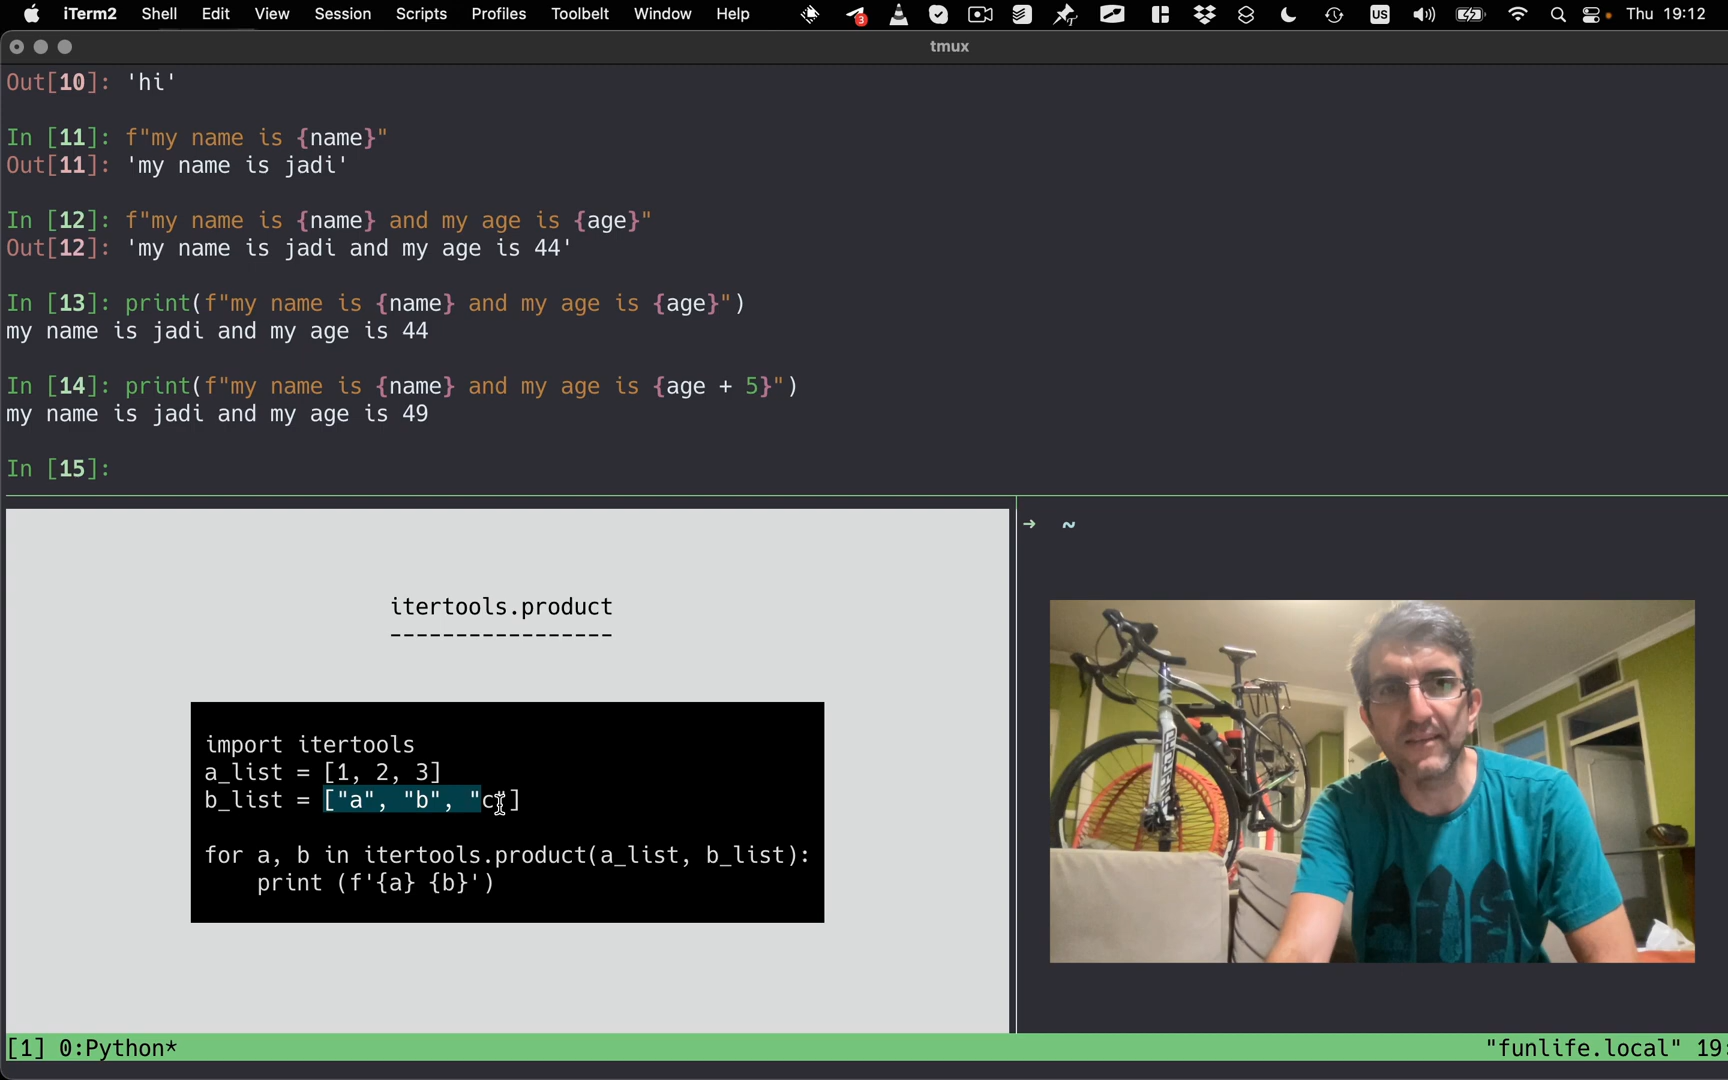 iTerm2 Shell Edit View Session Scripts Profiles Toolbelt Window Help 3 US Thu 19:12
tmux
Out[10]: 'hi'
In [11]: f"my name is {name}"
Out[11]: 'my name is jadi'
In [12]: f"my name is {name} and my age is {age}"
Out[12]: 'my name is jadi and my age is 44'
In [13]: print(f"my name is {name} and my age is {age}")
my name is jadi and my age is 44
In [14]: print(f"my name is {name} and my age is {age + 5}")
my name is jadi and my age is 49
In [15]:
itertools.product
-----------------
import itertools
a_list = [1, 2, 3]
b_list = ["a", "b", "c"]
for a, b in itertools.product(a_list, b_list):
    print (f'{a} {b}')
→ ~
[1] 0:Python* "funlife.local" 19: